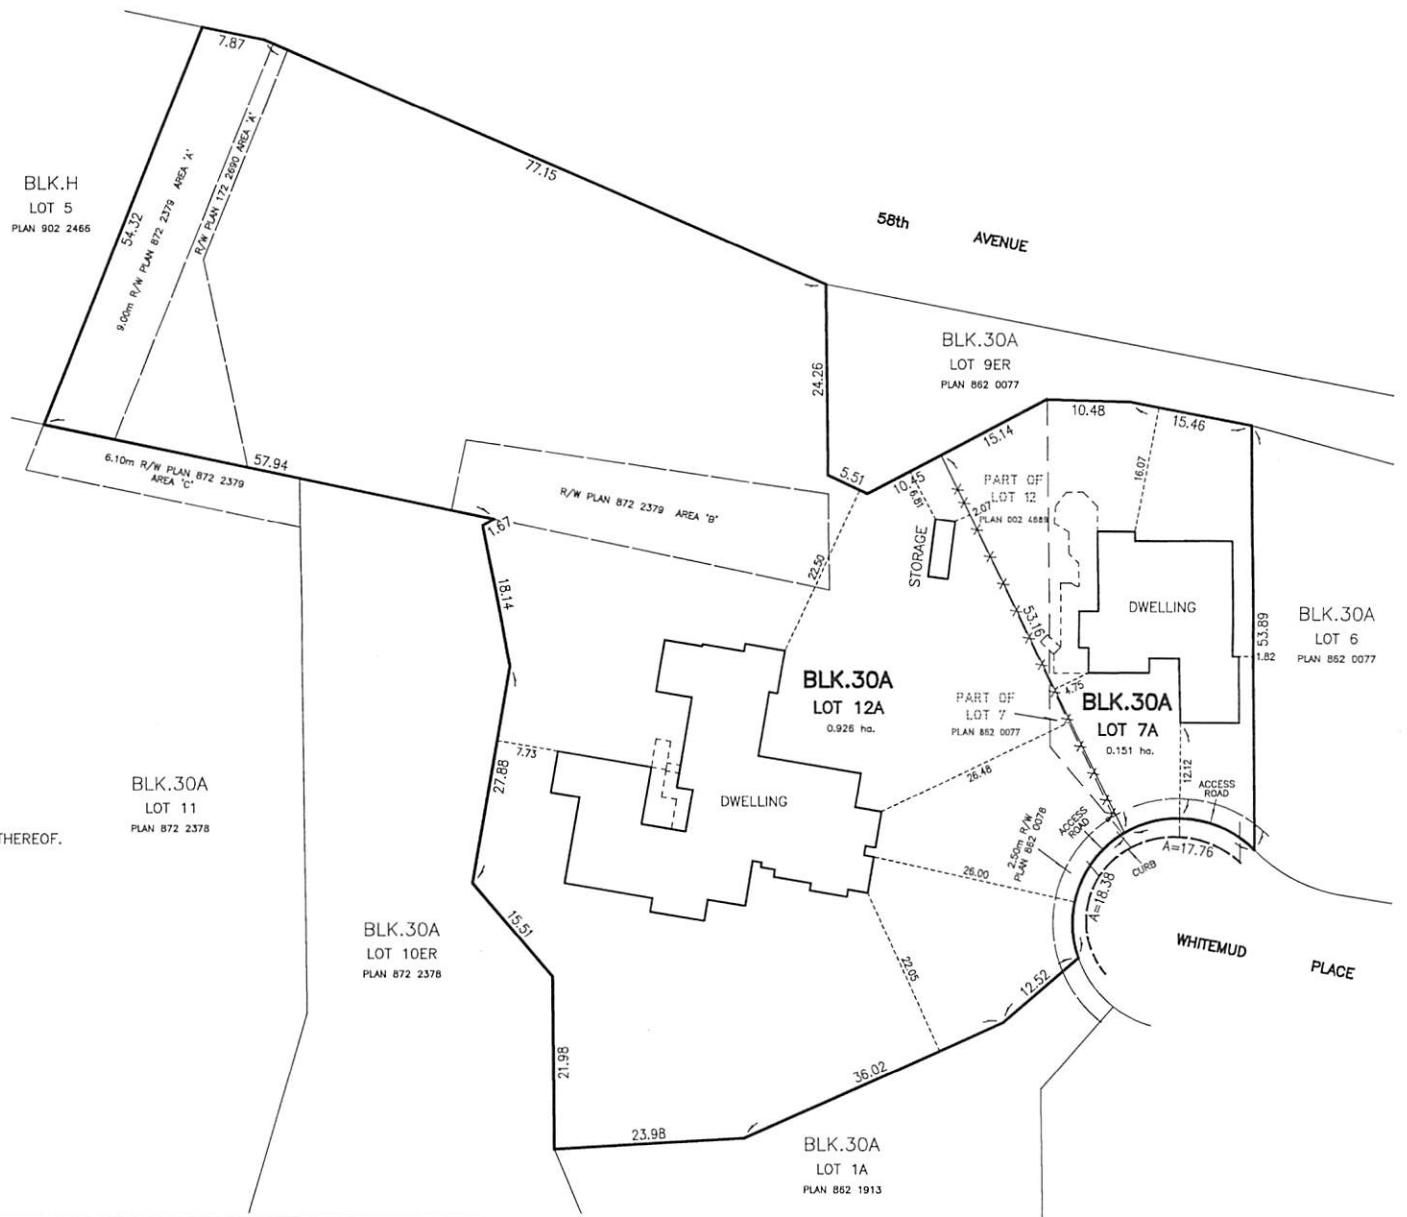 7.87
BLK.H
LOT 5
PLAN 902 2466
54.32
9.00m R/W PLAN 872 2379 AREA 'A'
R/W PLAN 172 2690 AREA 'A'
77.15
58th AVENUE
24.26
BLK.30A
LOT 9ER
PLAN 862 0077
10.48
15.46
15.14
5.51
10.45
6.81
2.07
16.07
57.94
6.10m R/W PLAN 872 2379
AREA 'C'
R/W PLAN 872 2379 AREA 'B'
1.67
PART OF
LOT 12
PLAN 002 4689
STORAGE
22.50
18.14
53.16
DWELLING
53.89
1.82
BLK.30A
LOT 6
PLAN 862 0077
BLK.30A
LOT 12A
0.926 ha.
PART OF
LOT 7
PLAN 862 0077
4.75
BLK.30A
LOT 7A
0.151 ha.
7.73
27.88
26.48
12.12
DWELLING
BLK.30A
LOT 11
PLAN 872 2378
THEREOF.
ACCESS
ROAD
ACCESS
ROAD
2.50m R/W
PLAN 862 0078
A=17.76
CURB
A=18.38
26.00
15.51
BLK.30A
LOT 10ER
PLAN 872 2378
22.05
WHITEMUD PLACE
12.52
21.98
36.02
23.98
BLK.30A
LOT 1A
PLAN 862 1913